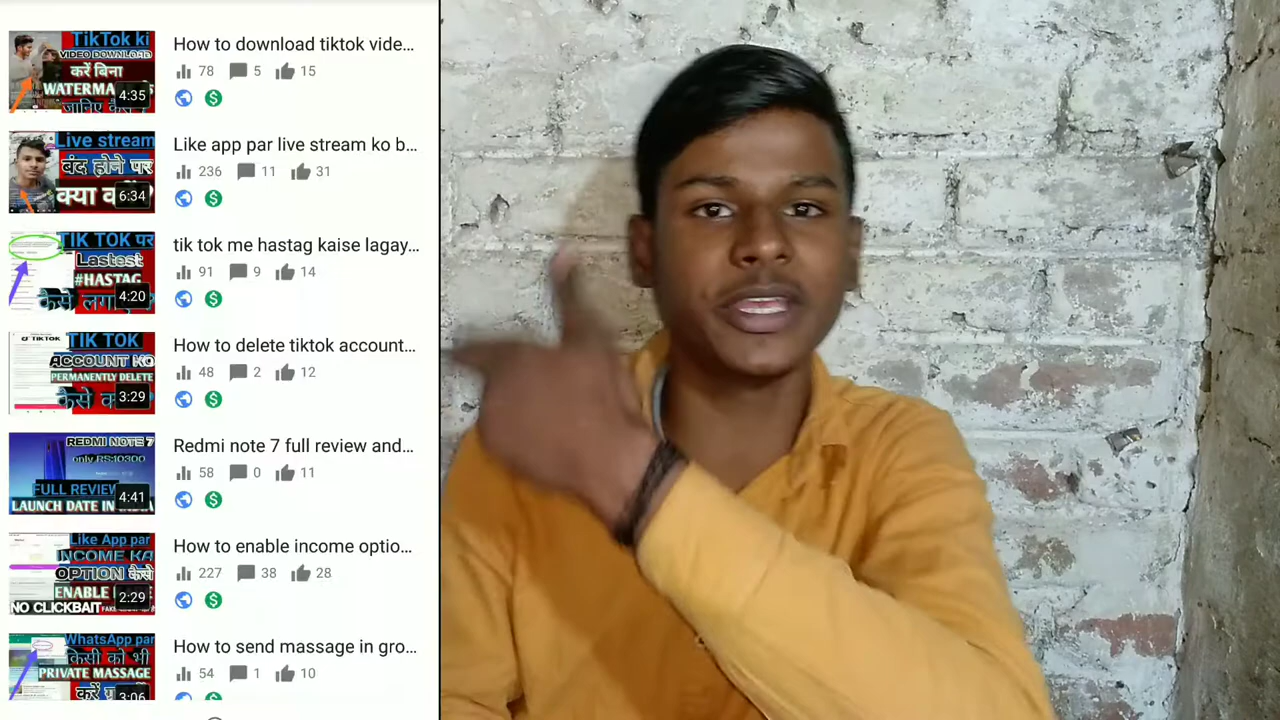 TikTok ki
VIDEO DOWNLOAD
करें बिना
4:35
How to download tiktok vide...
78 5 15
Live stream
बंद होने पर
6:34
Like app par live stream ko b...
236 11 31
TIK TOK पर
Lastest
#HASTAG
4:20
tik tok me hastag kaise lagay...
91 9 14
TIKTOK
TIK TOK
ACCOUNT KO
PERMANENTLY DELETE
3:29
How to delete tiktok account...
48 2 12
REDMI NOTE 7
only RS:10300
FULL REVIEW
4:41
LAUNCH DATE IN
Redmi note 7 full review and...
58 0 11
Like App par
INCOME KA
OPTION कैसे
ENABLE
2:29
NO CLICKBAIT
How to enable income optio...
227 38 28
WhatsApp par
किसी को भी
PRIVATE MASSAGE
करें
3:06
How to send massage in gro...
54 1 10